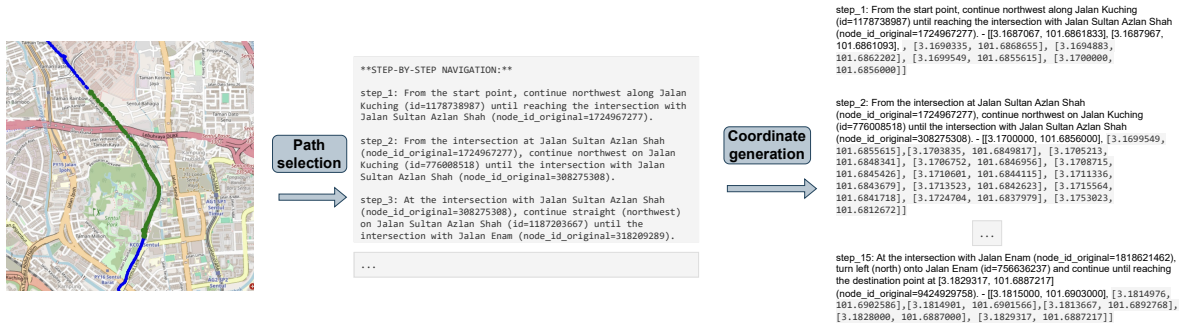 **STEP-BY-STEP NAVIGATION:**
step_1: From the start point, continue northwest along Jalan
Kuching (id=1178738987) until reaching the intersection with
Jalan Sultan Azlan Shah (node_id_original=1724967277).
step_2: From the intersection at Jalan Sultan Azlan Shah
(node_id_original=1724967277), continue northwest on Jalan
Kuching (id=776008518) until the intersection with Jalan
Sultan Azlan Shah (node_id_original=308275308).
step_3: At the intersection with Jalan Sultan Azlan Shah
(node_id_original=308275308), continue straight (northwest)
on Jalan Sultan Azlan Shah (id=1187203667) until the
intersection with Jalan Enam (node_id_original=318209289).
...
Path
selection
Coordinate
generation
step_1: From the start point, continue northwest along Jalan Kuching
(id=1178738987) until reaching the intersection with Jalan Sultan Azlan Shah
(node_id_original=1724967277). - [[3.1687067, 101.6861833], [3.1687967,
101.6861093]. , [3.1690335, 101.6868655], [3.1694883,
101.6862202], [3.1699549, 101.6855615], [3.1700000,
101.6856000]]
step_2: From the intersection at Jalan Sultan Azlan Shah
(node_id_original=1724967277), continue northwest on Jalan Kuching
(id=776008518) until the intersection with Jalan Sultan Azlan Shah
(node_id_original=308275308). - [[3.1700000, 101.6856000], [3.1699549,
101.6855615],[3.1703835, 101.6849817], [3.1705213,
101.6848341], [3.1706752, 101.6846956], [3.1708715,
101.6845426], [3.1710601, 101.6844115], [3.1711336,
101.6843679], [3.1713523, 101.6842623], [3.1715564,
101.6841718], [3.1724704, 101.6837979], [3.1753023,
101.6812672]]
...
step_15: At the intersection with Jalan Enam (node_id_original=1818621462),
turn left (north) onto Jalan Enam (id=756636237) and continue until reaching
the destination point at [3.1829317, 101.6887217]
(node_id_original=9424929758). - [[3.1815000, 101.6903000], [3.1814976,
101.6902586],[3.1814901, 101.6901566],[3.1813667, 101.6892768],
[3.1828000, 101.6887000], [3.1829317, 101.6887217]]